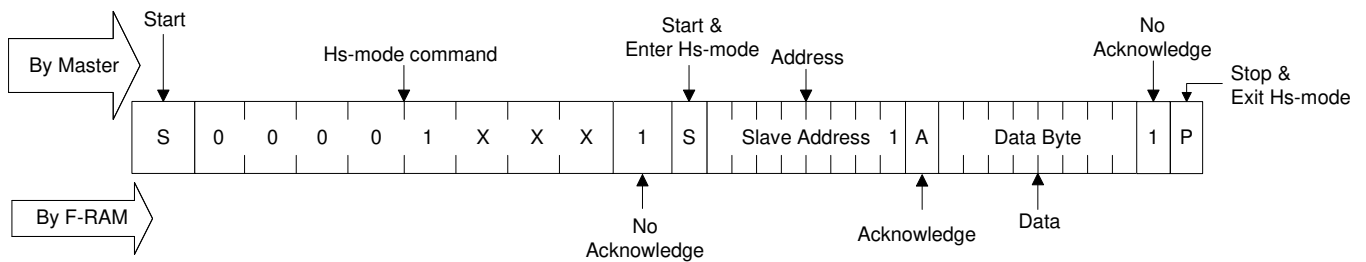 Start
By Master
Hs-mode command
Start &
Enter Hs-mode
Address
No
Acknowledge
Stop &
Exit Hs-mode
S 0 0 0 0 1 X X X 1 S Slave Address 1 A Data Byte 1 P
By F-RAM
No
Acknowledge
Acknowledge
Data